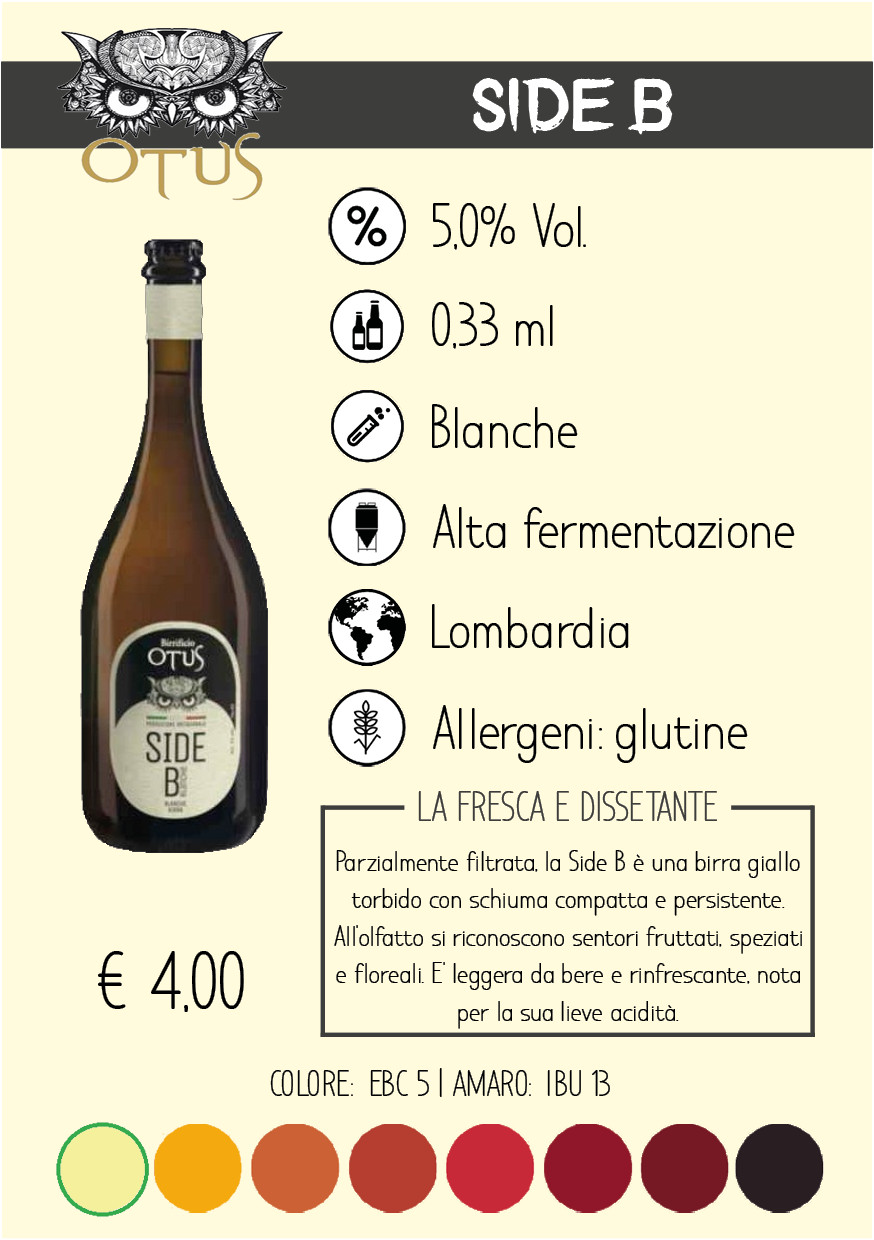 SIDE B
OTUS
5,0% Vol.
0,33 ml
Blanche
Alta fermentazione
Lombardia
Allergeni: glutine
Birrificio
OTUS
PRODUZIONE ARTIGIANALE
SIDE
B
BLANCHE
LA FRESCA E DISSETANTE
Parzialmente filtrata, la Side B è una birra giallo
torbido con schiuma compatta e persistente.
All'olfatto si riconoscono sentori fruttati, speziati
e floreali. E' leggera da bere e rinfrescante, nota
per la sua lieve acidità.
€ 4,00
COLORE: EBC 5 | AMARO: IBU 13